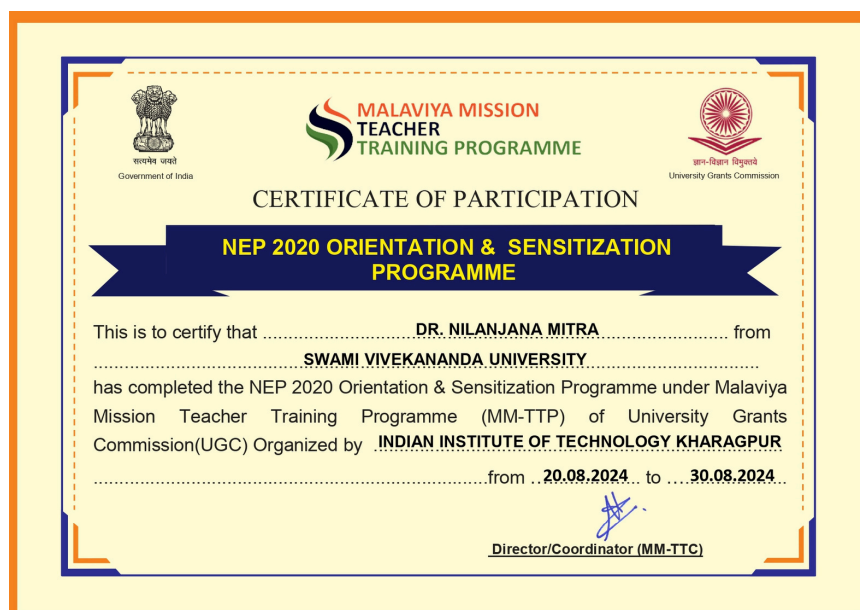 सत्यमेव जयते
Government of India
MALAVIYA MISSION
TEACHER
TRAINING PROGRAMME
ज्ञान-विज्ञान विमुक्तये
University Grants Commission
CERTIFICATE OF PARTICIPATION
NEP 2020 ORIENTATION & SENSITIZATION
PROGRAMME
This is to certify that DR. NILANJANA MITRA from
SWAMI VIVEKANANDA UNIVERSITY
has completed the NEP 2020 Orientation & Sensitization Programme under Malaviya
Mission Teacher Training Programme (MM-TTP) of University Grants
Commission(UGC) Organized by INDIAN INSTITUTE OF TECHNOLOGY KHARAGPUR
from 20.08.2024 to 30.08.2024
Director/Coordinator (MM-TTC)